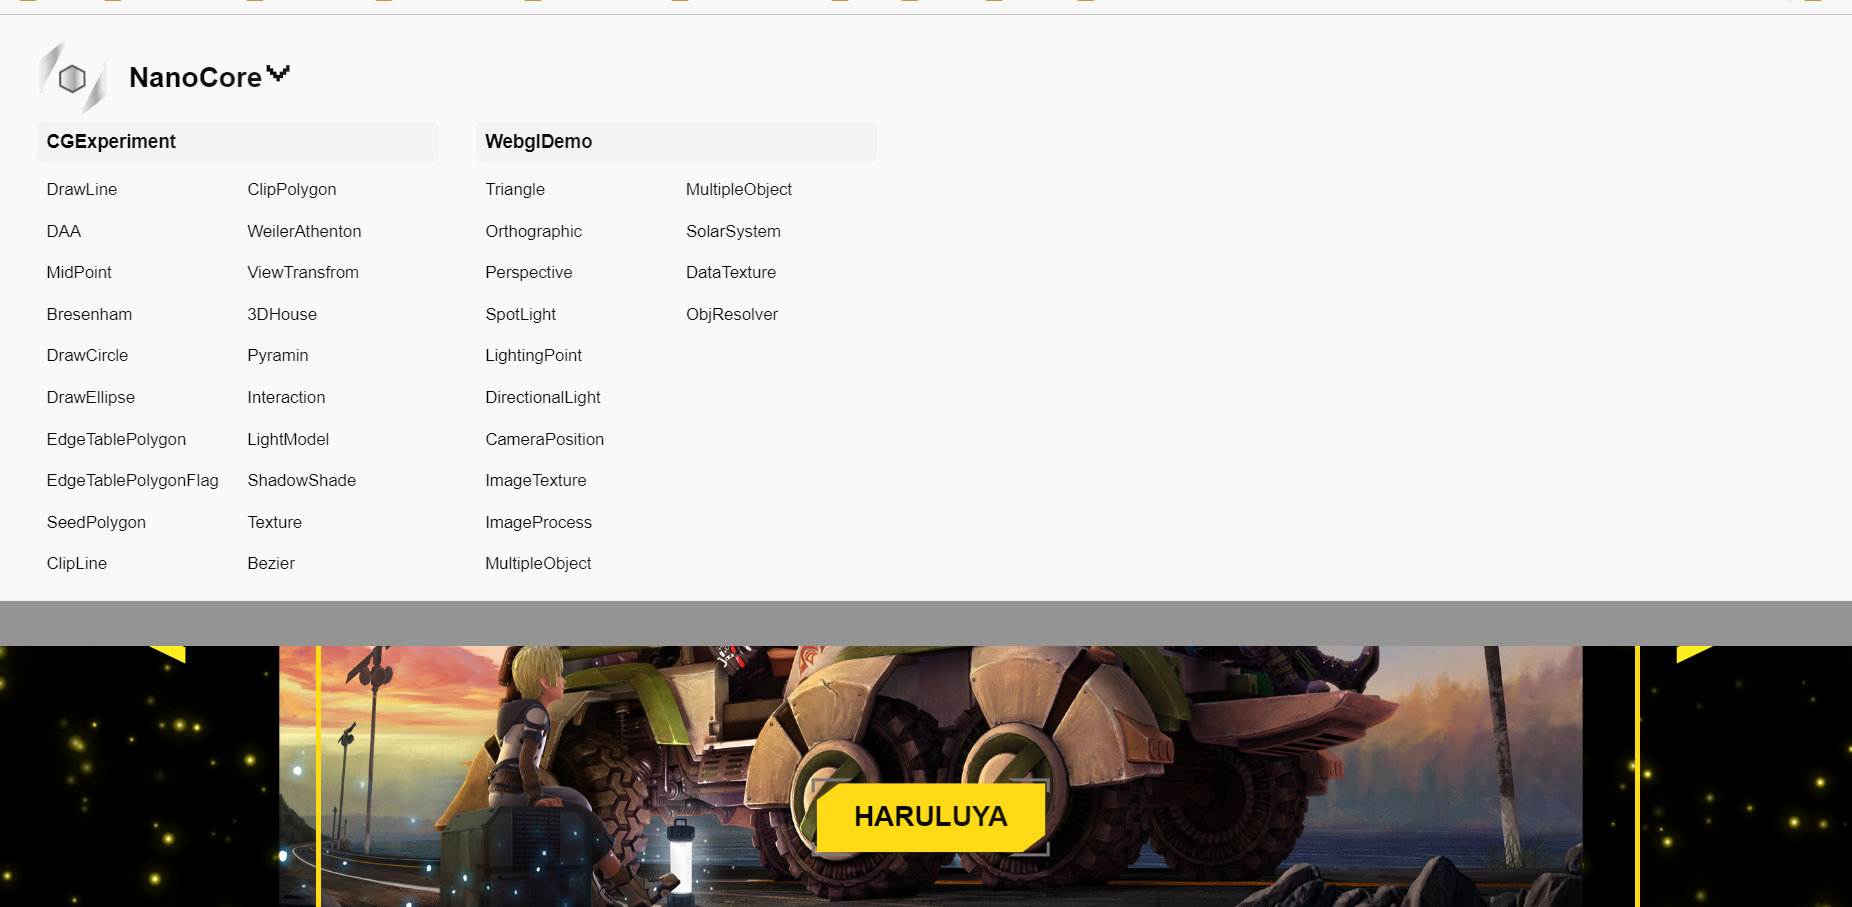 NanoCore
CGExperiment
DrawLine
DAA
MidPoint
Bresenham
DrawCircle
DrawEllipse
EdgeTablePolygon
EdgeTablePolygonFlag
SeedPolygon
ClipLine
ClipPolygon
WeilerAthenton
ViewTransfrom
3DHouse
Pyramin
Interaction
LightModel
ShadowShade
Texture
Bezier
WebglDemo
Triangle
Orthographic
Perspective
SpotLight
LightingPoint
DirectionalLight
CameraPosition
ImageTexture
ImageProcess
MultipleObject
MultipleObject
SolarSystem
DataTexture
ObjResolver
HARULUYA